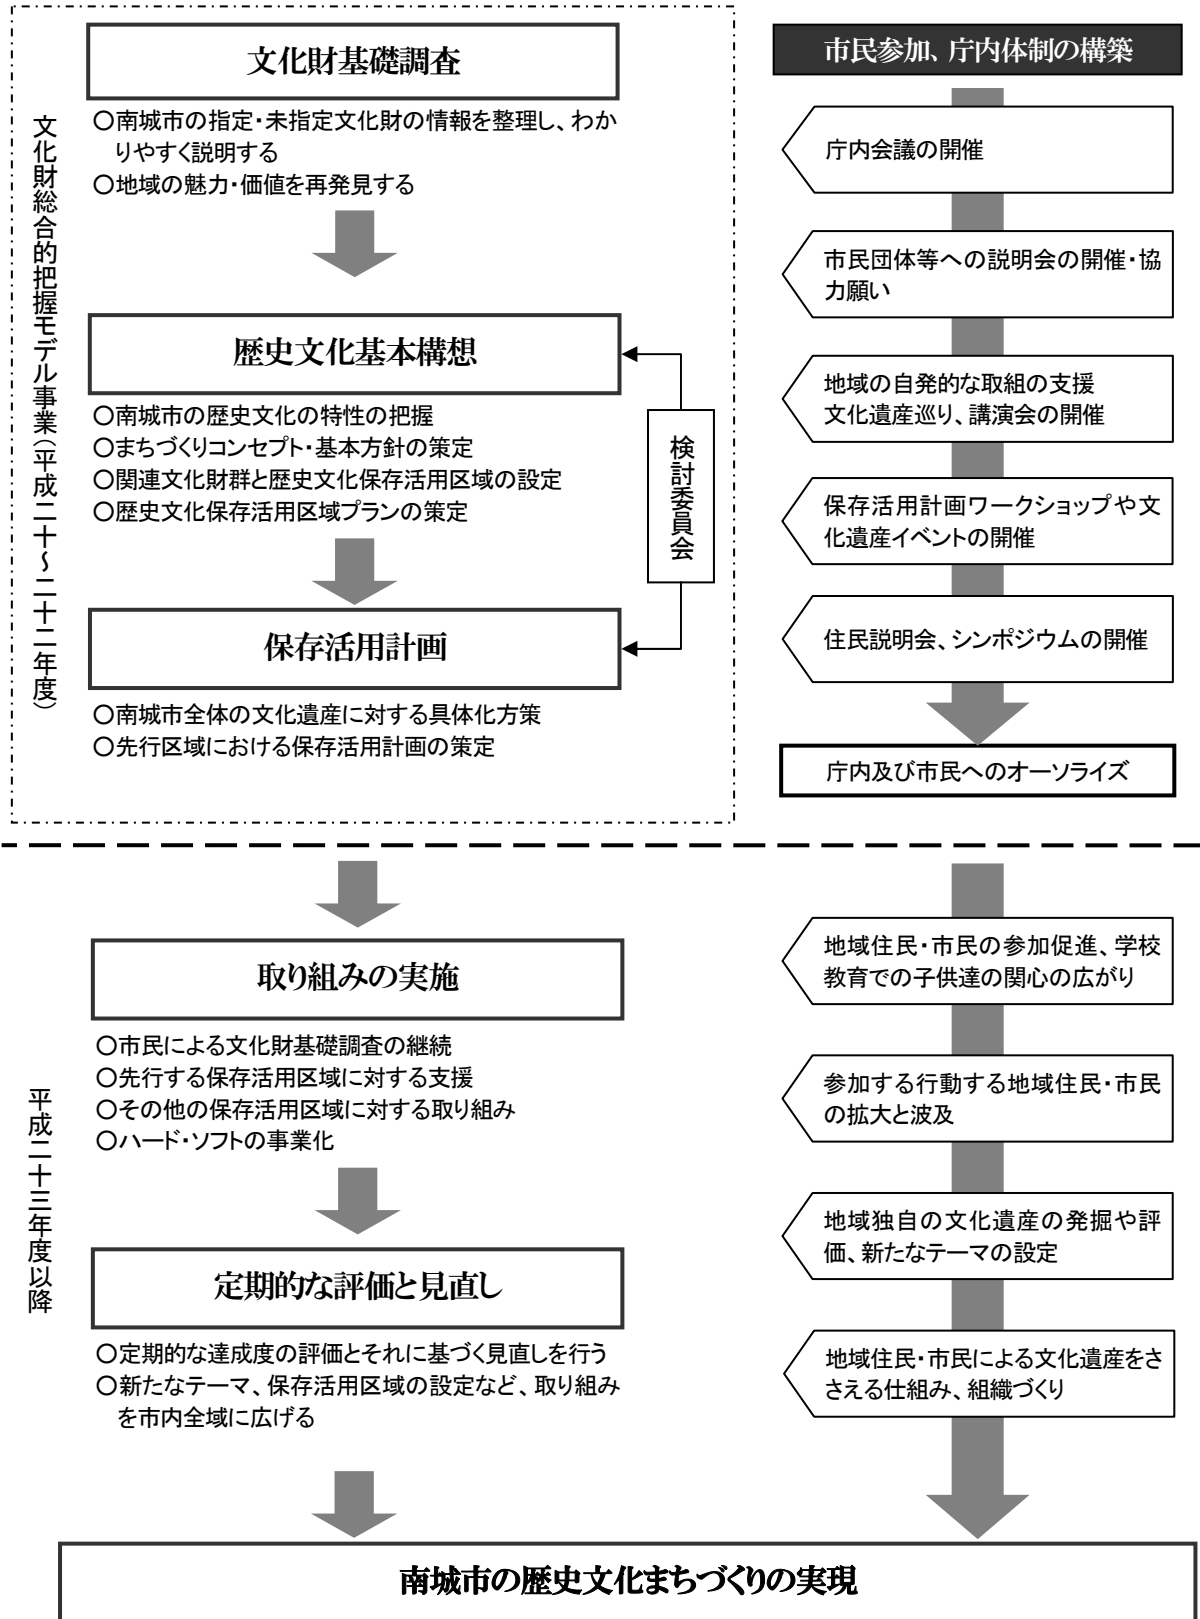 文化財総合的把握モデル事業（平成二十～二十二年度）
文化財基礎調査
○南城市の指定・未指定文化財の情報を整理し、わか
りやすく説明する
○地域の魅力・価値を再発見する
歴史文化基本構想
○南城市の歴史文化の特性の把握
○まちづくりコンセプト・基本方針の策定
○関連文化財群と歴史文化保存活用区域の設定
○歴史文化保存活用区域プランの策定
検討委員会
保存活用計画
○南城市全体の文化遺産に対する具体化方策
○先行区域における保存活用計画の策定
市民参加、庁内体制の構築
庁内会議の開催
市民団体等への説明会の開催・協
力願い
地域の自発的な取組の支援
文化遺産巡り、講演会の開催
保存活用計画ワークショップや文
化遺産イベントの開催
住民説明会、シンポジウムの開催
庁内及び市民へのオーソライズ
平成二十三年度以降
取り組みの実施
○市民による文化財基礎調査の継続
○先行する保存活用区域に対する支援
○その他の保存活用区域に対する取り組み
○ハード・ソフトの事業化
定期的な評価と見直し
○定期的な達成度の評価とそれに基づく見直しを行う
○新たなテーマ、保存活用区域の設定など、取り組み
を市内全域に広げる
地域住民・市民の参加促進、学校
教育での子供達の関心の広がり
参加する行動する地域住民・市民
の拡大と波及
地域独自の文化遺産の発掘や評
価、新たなテーマの設定
地域住民・市民による文化遺産をさ
さえる仕組み、組織づくり
南城市の歴史文化まちづくりの実現